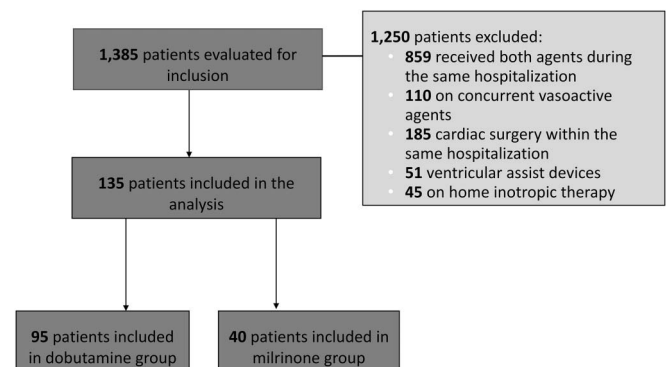 1,385 patients evaluated for
inclusion
1,250 patients excluded:
• 859 received both agents during
the same hospitalization
• 110 on concurrent vasoactive
agents
• 185 cardiac surgery within the
same hospitalization
• 51 ventricular assist devices
• 45 on home inotropic therapy
135 patients included in the
analysis
95 patients included
in dobutamine group
40 patients included in
milrinone group